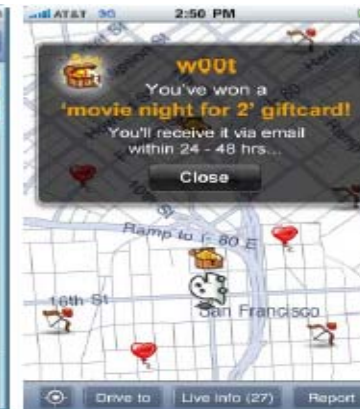 AT&T 3G 2:50 PM
w00t
You've won a
'movie night for 2' giftcard!
You'll receive it via email
within 24 - 48 hrs...
Close
Ramp to I- 80 E
16th St
San Francisco
Drive to Live Info (27) Report